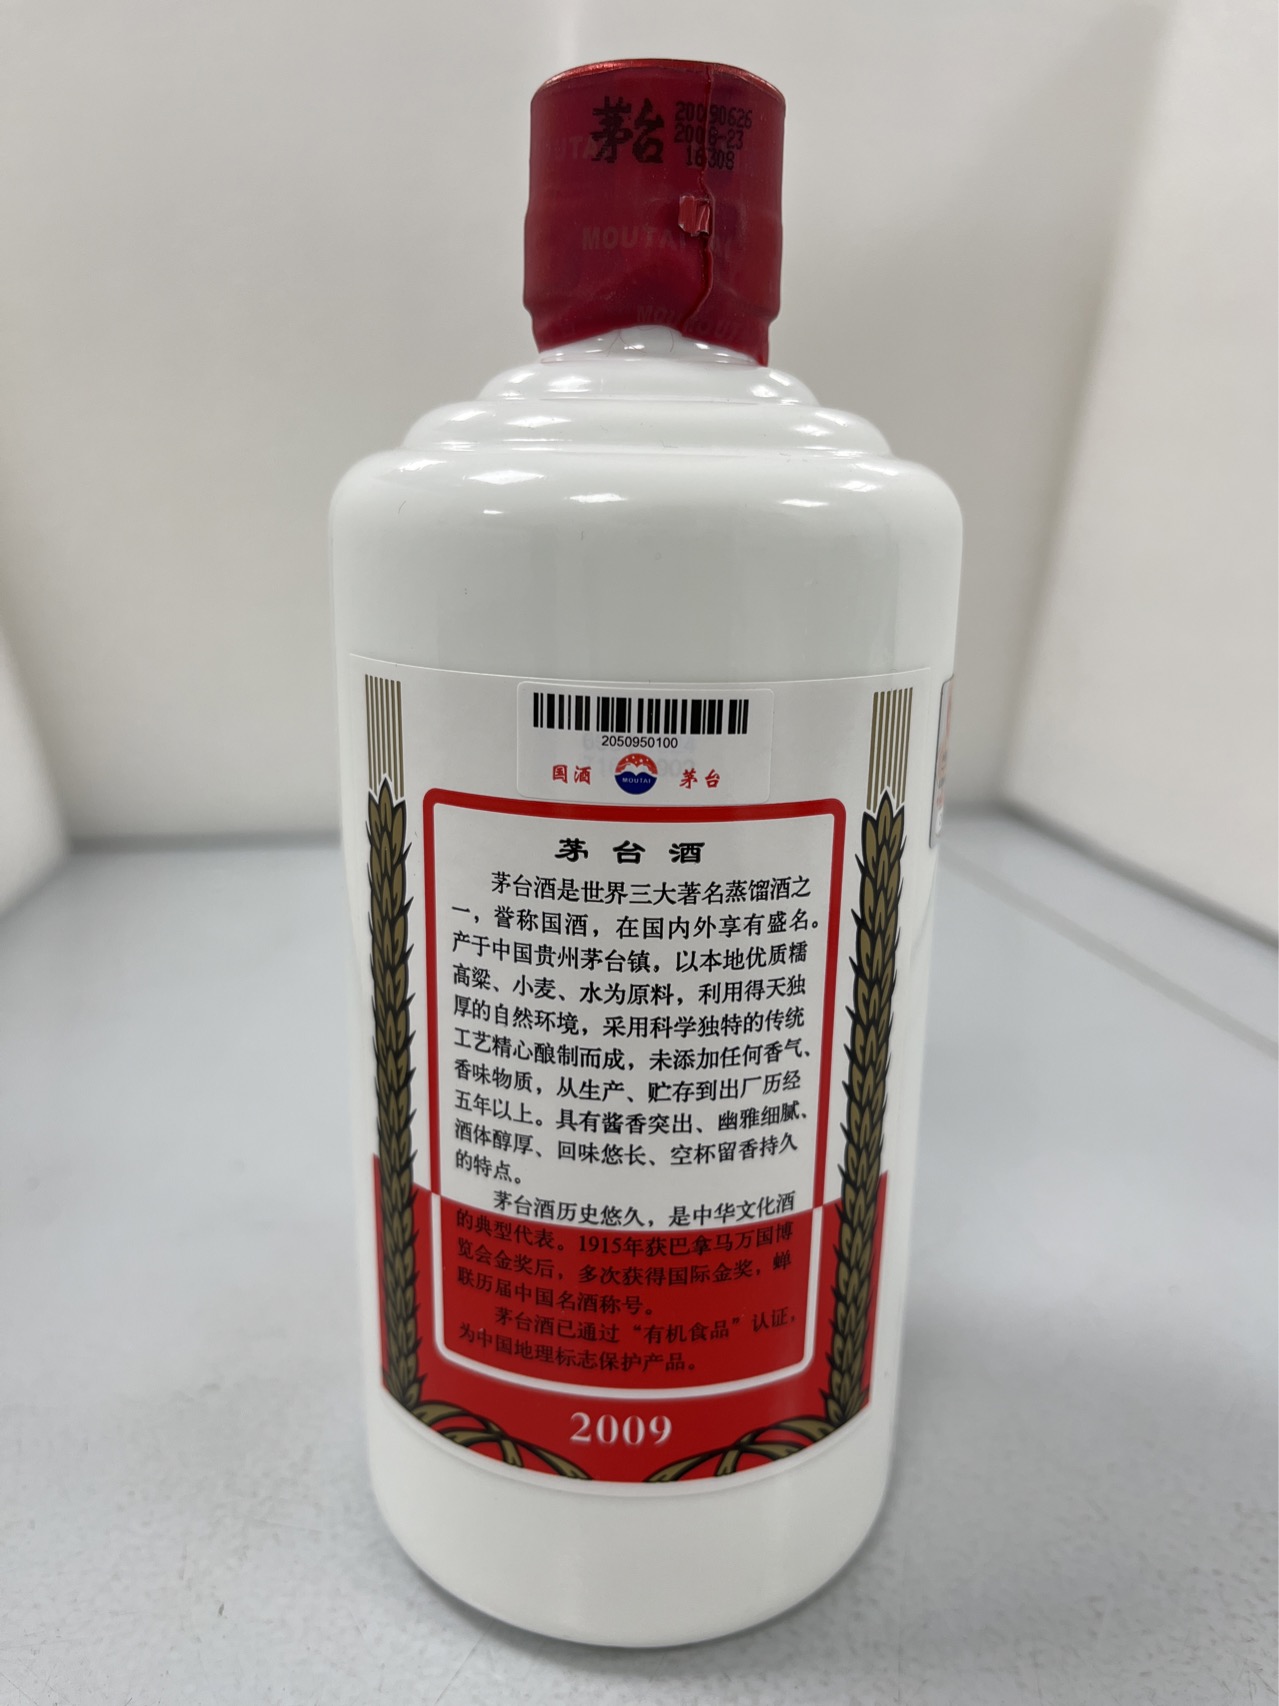 茅台
20090626
2008-23
16308
MOUTAI
2050950100
国酒 MOUTAI 茅台
茅台酒
茅台酒是世界三大著名蒸馏酒之
一，誉称国酒，在国内外享有盛名。
产于中国贵州茅台镇，以本地优质糯
高粱、小麦、水为原料，利用得天独
厚的自然环境，采用科学独特的传统
工艺精心酿制而成，未添加任何香气、
香味物质，从生产、贮存到出厂历经
五年以上。具有酱香突出、幽雅细腻、
酒体醇厚、回味悠长、空杯留香持久
的特点。
茅台酒历史悠久，是中华文化酒
的典型代表。1915年获巴拿马万国博
览会金奖后，多次获得国际金奖，蝉
联历届中国名酒称号。
茅台酒已通过“有机食品”认证，
为中国地理标志保护产品。
2009